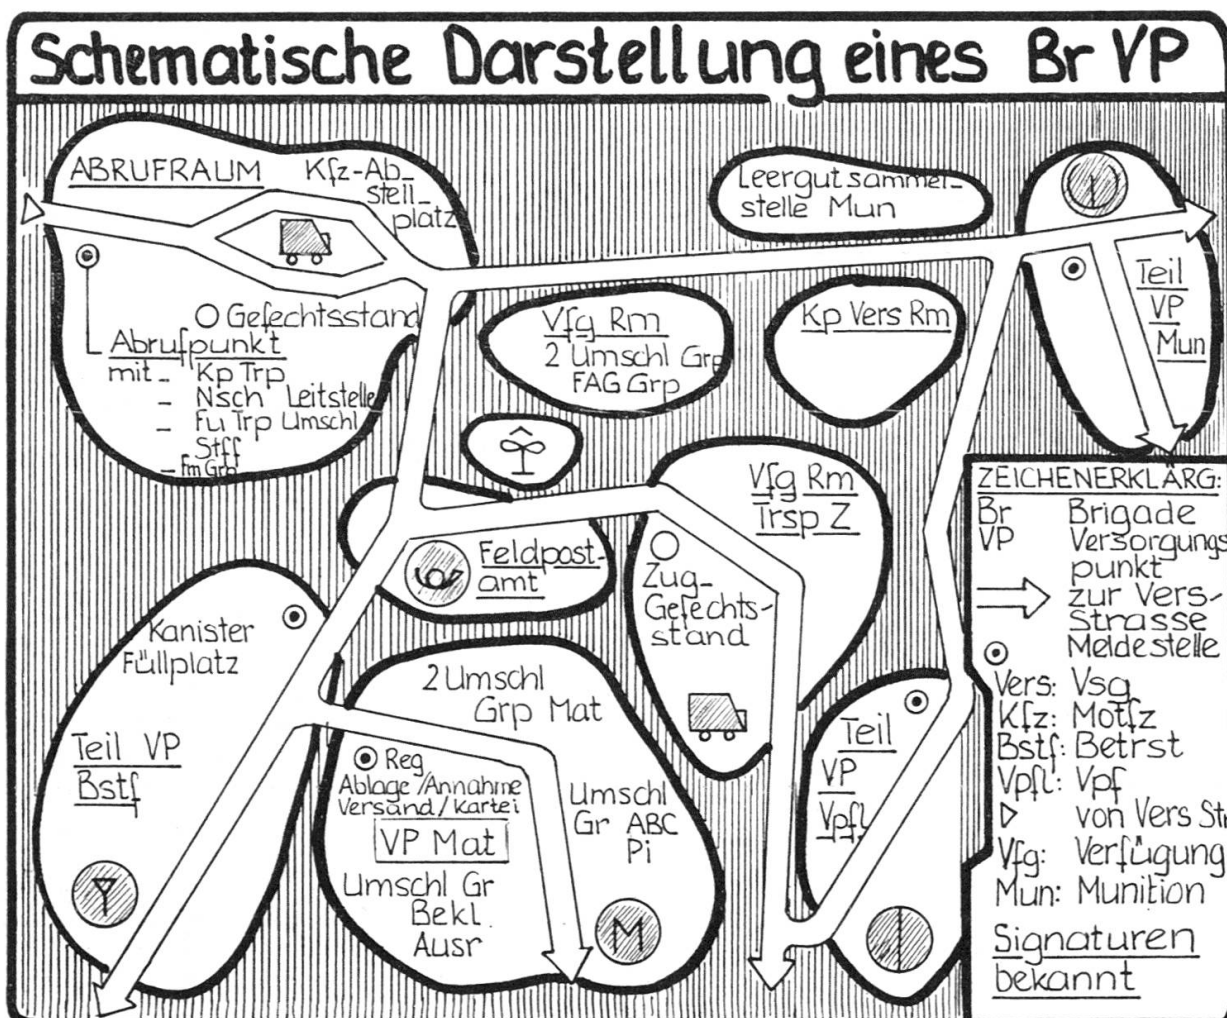 Schematische Darstellung eines Br VP
ABRUFRAUM
Kfz-Ab-
stell-
platz
Gefechtsstand
Abrufpunkt
mit - Kp Trp
- Nsch Leitstelle
- Fu Trp Umschl
Stff
- Fm Grp
Leergutsammel-
stelle Mun
Teil
VP
Mun
Vfg Rm
2 Umschl Grp
FAG Grp
Kp Vers Rm
Vfg Rm
Trsp Z
Zug-
Gefechts-
stand
Feldpost-
amt
Kanister
Füllplatz
Teil VP
Bstf
2 Umschl
Grp Mat
Reg
Ablage/Annahme
Versand/Kartei
VP Mat
Umschl Gr
Bekl
Ausr
Umschl
Gr ABC
Pi
M
Teil
VP
Vpfl
ZEICHENERKLÄRG:
Br Brigade
VP Versorgungs
punkt
zur Vers-
Strasse
Meldestelle
Vers: Vsg
Kfz: Motfz
Bstf: Betrst
Vpfl: Vpf
von Vers Str
Vfg: Verfügung
Mun: Munition
Signaturen
bekannt